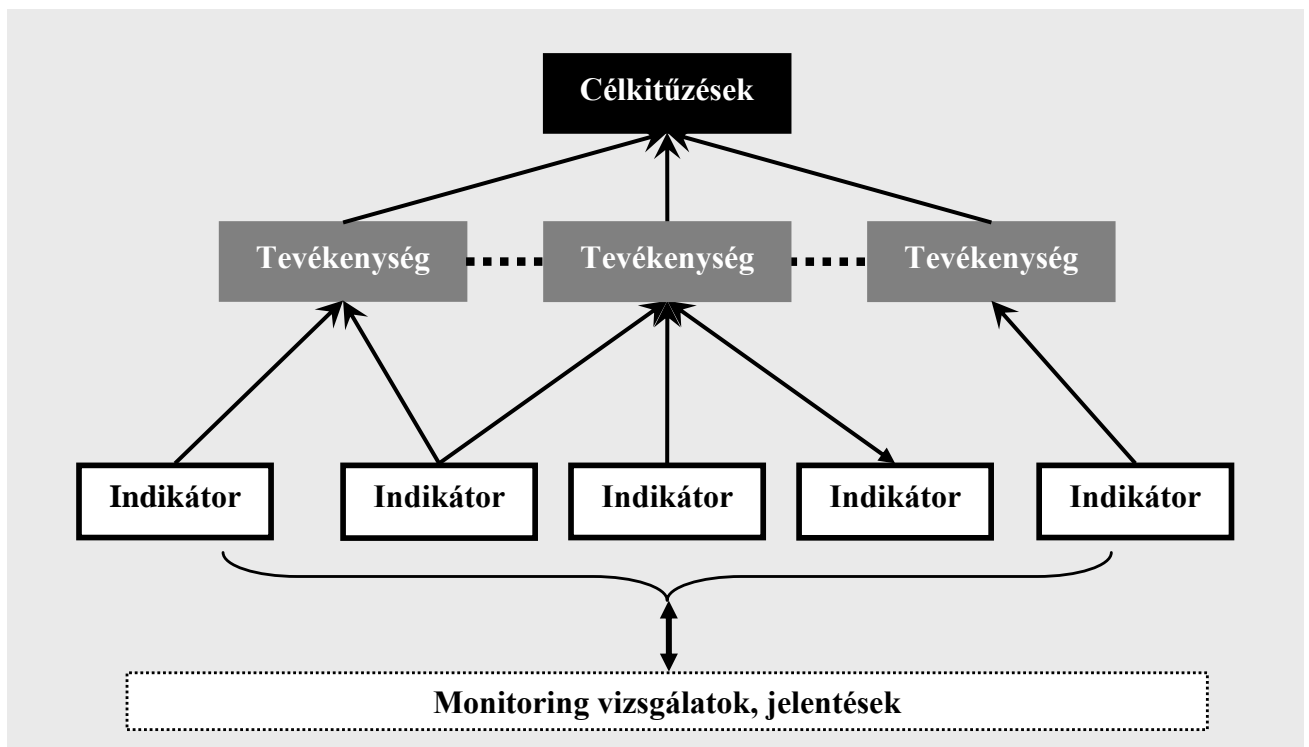 Célkitűzések
Tevékenység
Tevékenység
Tevékenység
Indikátor
Indikátor
Indikátor
Indikátor
Indikátor
Monitoring vizsgálatok, jelentések